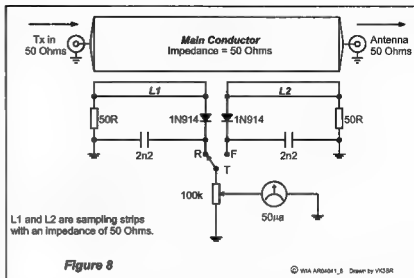 Tx in
50 Ohms
Main Conductor
Impedance = 50 Ohms
Antenna
50 Ohms
L1
L2
50R
1N914
1N914
50R
2n2
R
F
2n2
T
100k
50µa
L1 and L2 are sampling strips
with an impedance of 50 Ohms.
Figure 8
© WIA AR04041_8 Drawn by VK3BR